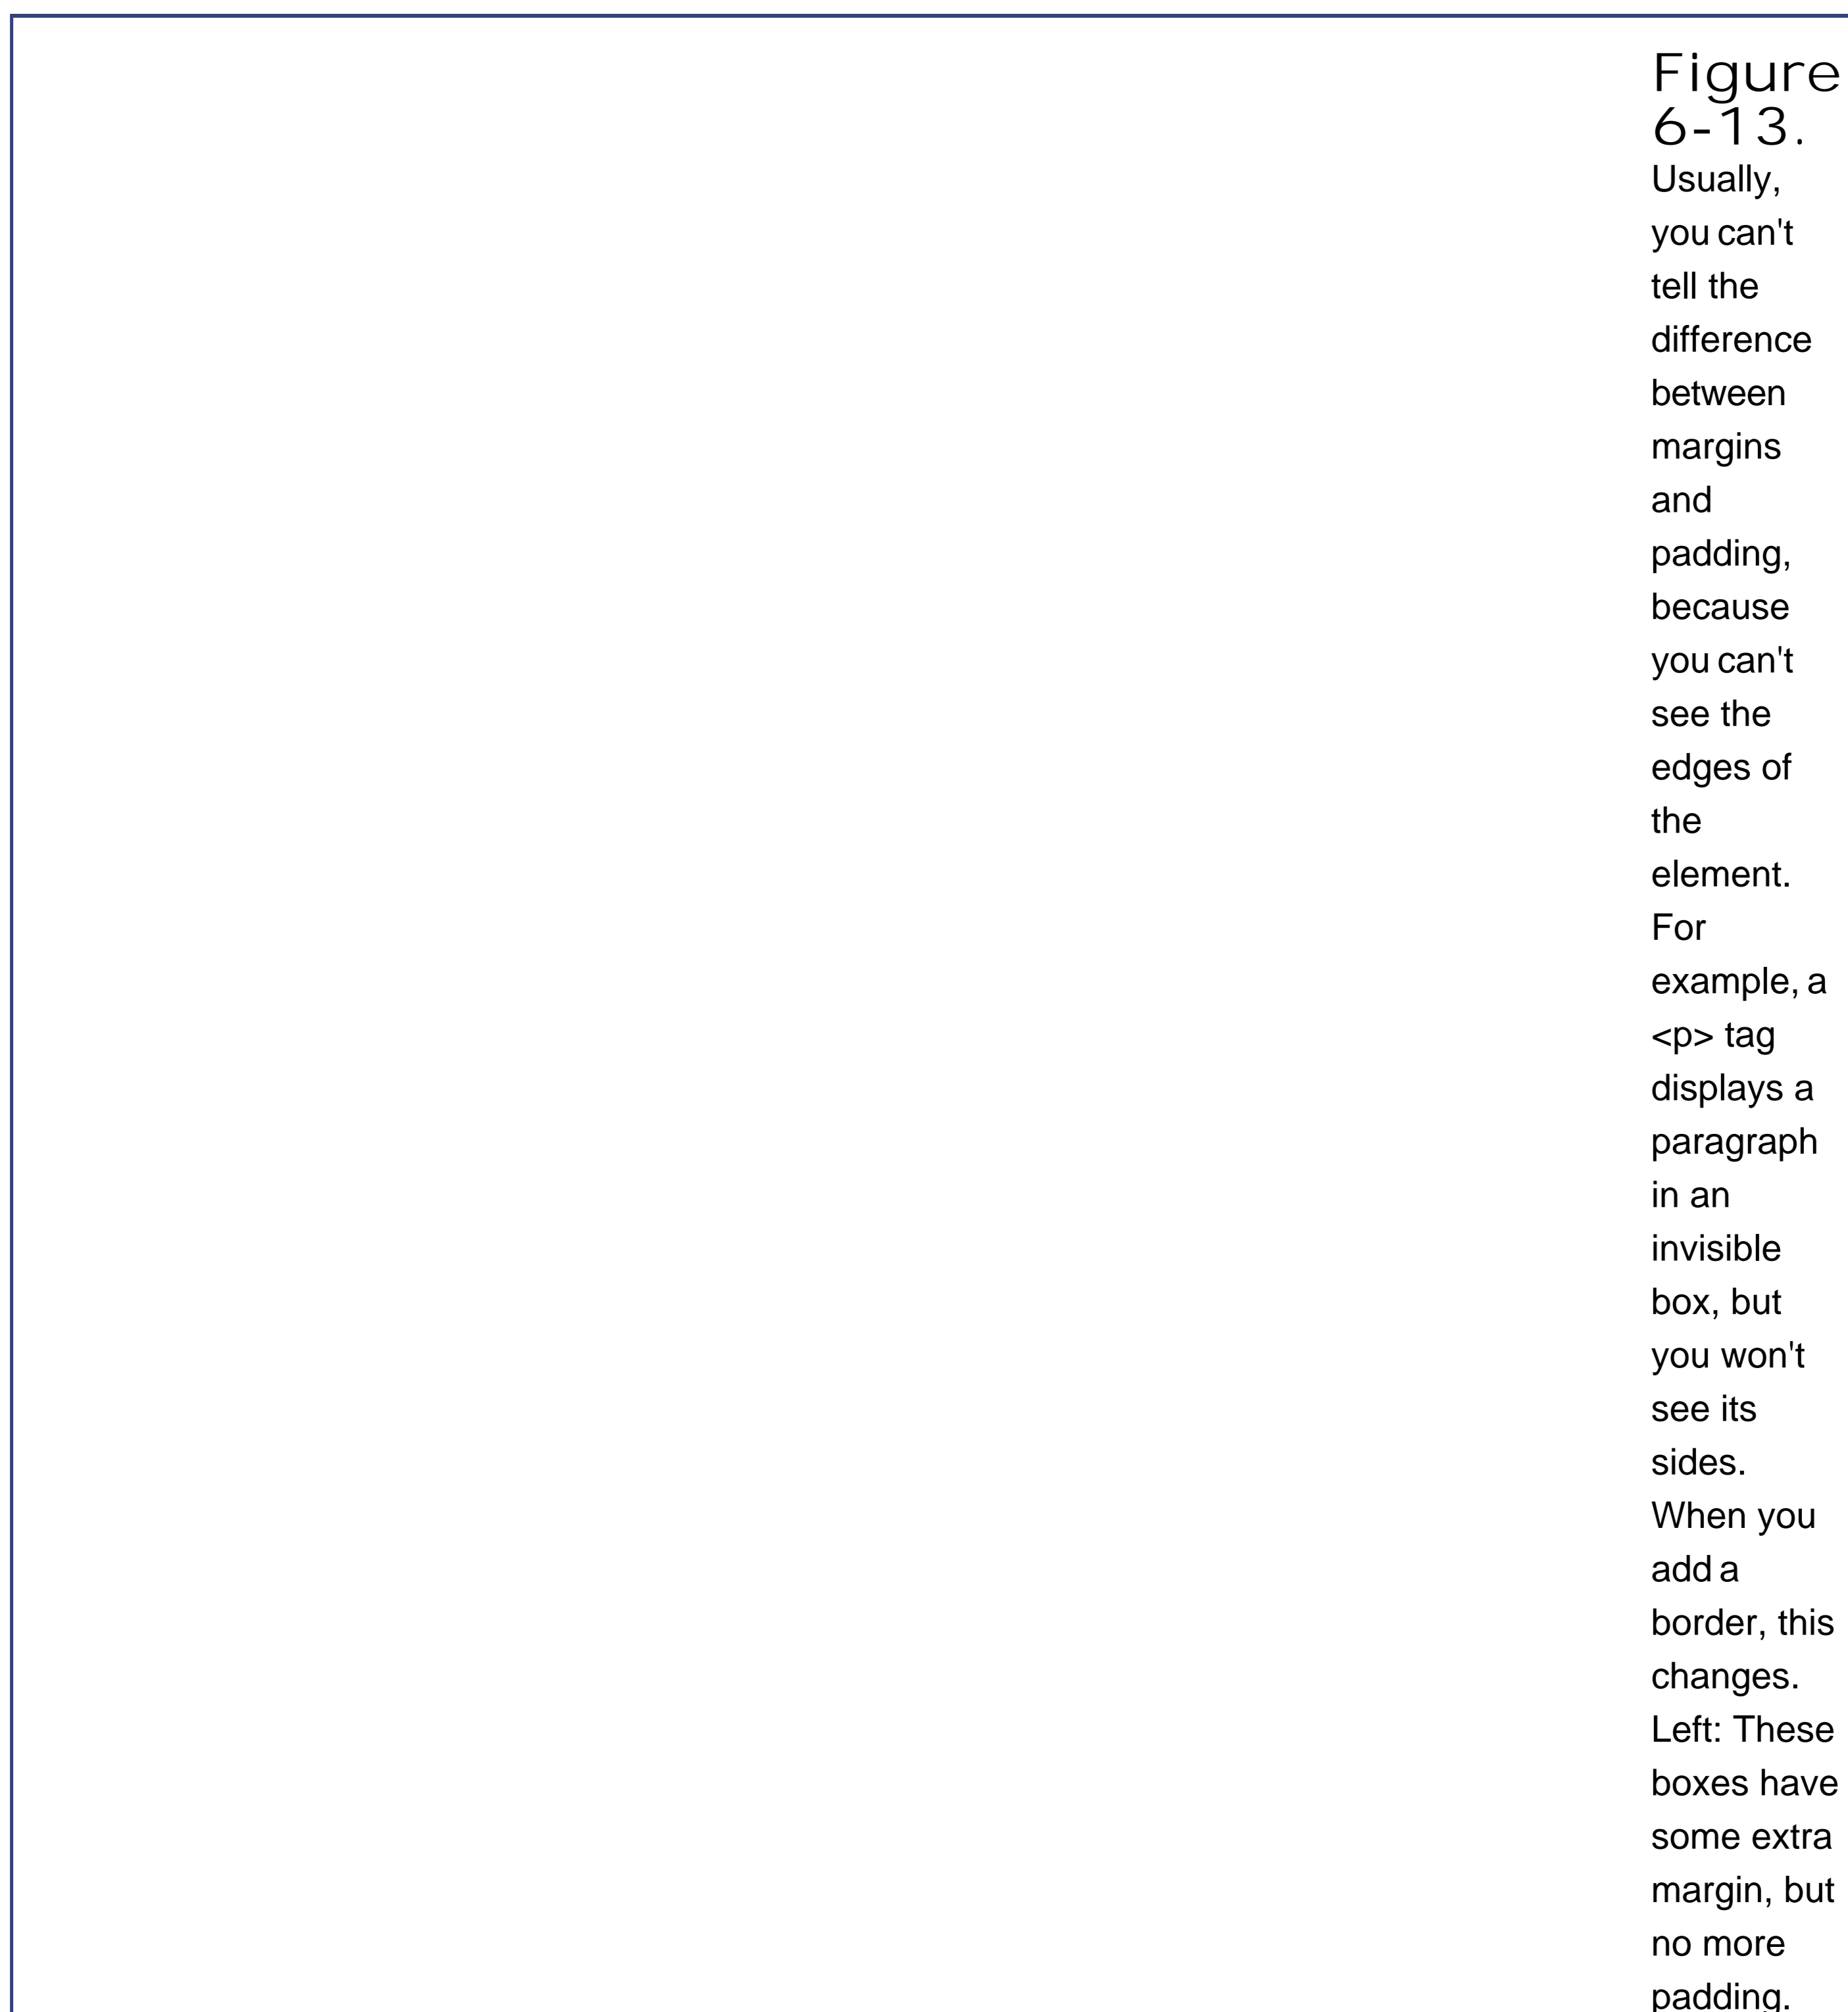 Figure
6-13.
Usually,
you can't
tell the
difference
between
margins
and
padding,
because
you can't
see the
edges of
the
element.
For
example, a
<p> tag
displays a
paragraph
in an
invisible
box, but
you won't
see its
sides.
When you
add a
border, this
changes.
Left: These
boxes have
some extra
margin, but
no more
padding.